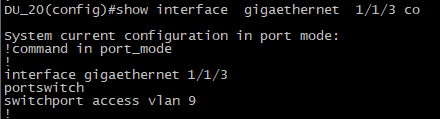 DU_20(config)#show interface  gigaethernet  1/1/3 co
System current configuration in port mode:
!command in port_mode
!
interface gigaethernet 1/1/3
portswitch
switchport access vlan 9
!